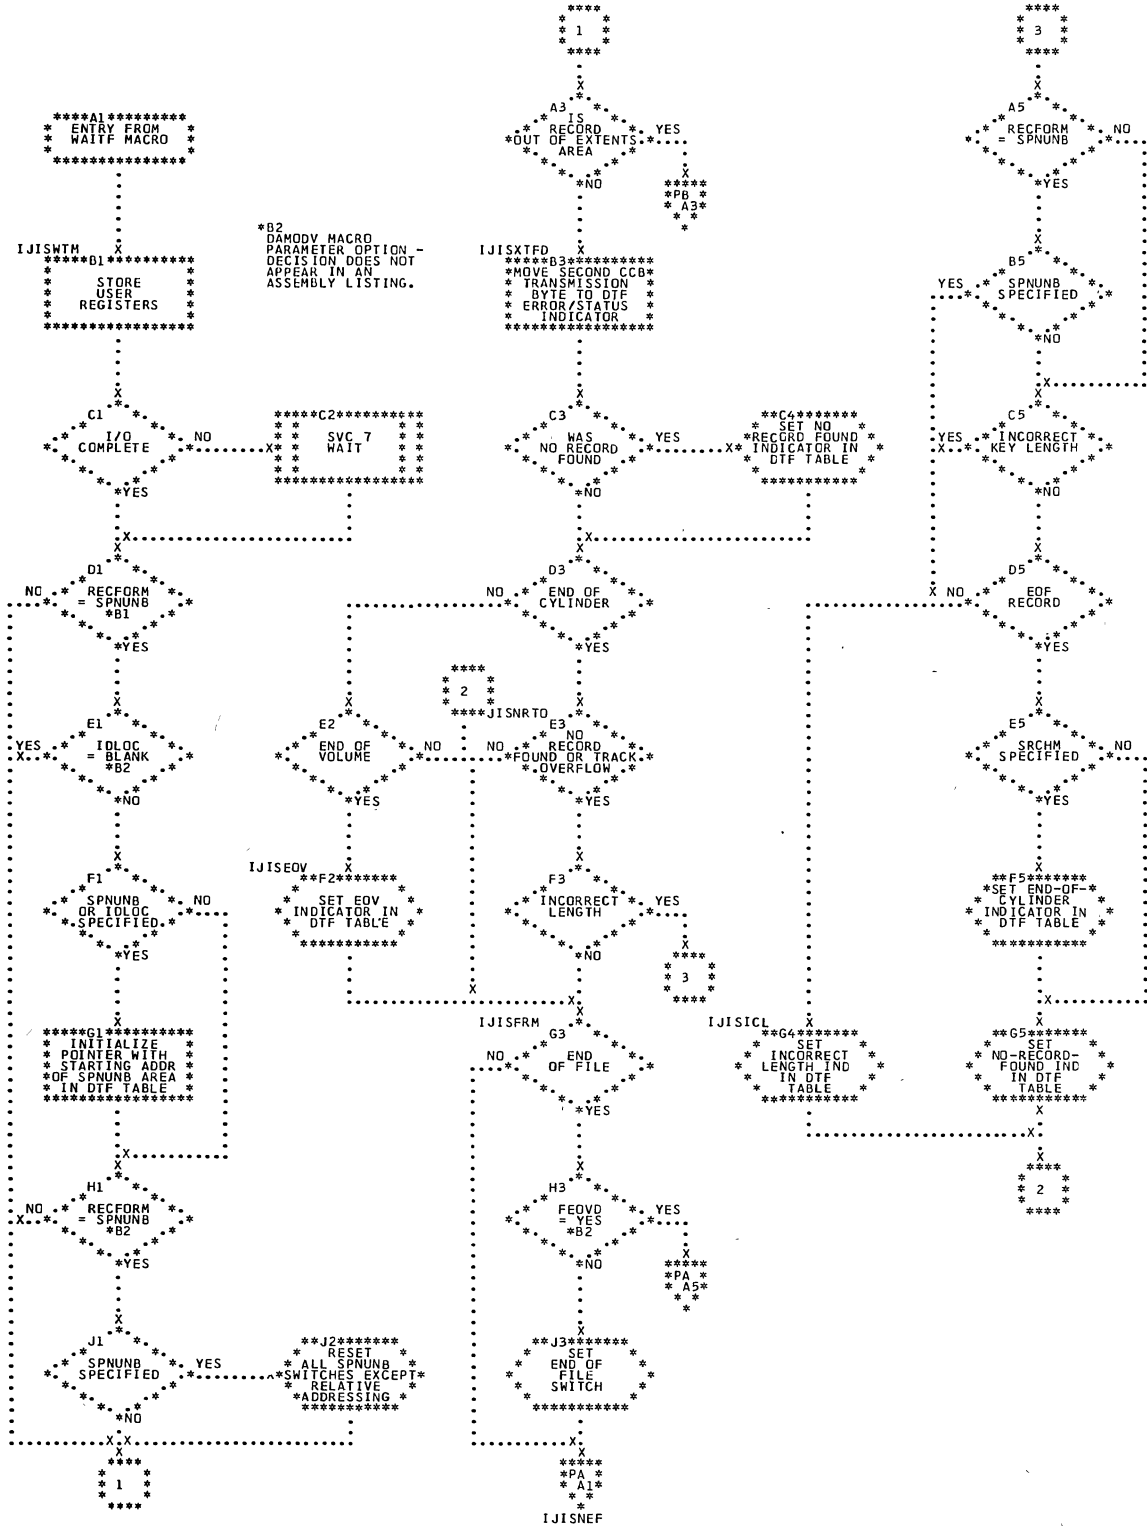 A1
ENTRY FROM
WAITF MACRO
IJISWTM
B1
STORE
USER
REGISTERS
*B2
DAMODV MACRO
PARAMETER OPTION -
DECISION DOES NOT
APPEAR IN AN
ASSEMBLY LISTING.
C1
I/O
COMPLETE
NO
YES
C2
SVC 7
WAIT
D1
RECFORM
= SPNUNB
*B1
NO
YES
E1
IDLOC
= BLANK
*B2
YES
NO
F1
SPNUNB
OR IDLOC
SPECIFIED
NO
YES
G1
INITIALIZE
POINTER WITH
STARTING ADDR
OF SPNUNB AREA
IN DTF TABLE
H1
RECFORM
= SPNUNB
*B2
NO
YES
J1
SPNUNB
SPECIFIED
YES
NO
J2
RESET
ALL SPNUNB
SWITCHES EXCEPT
RELATIVE
ADDRESSING
1
1
A3
IS
RECORD
OUT OF EXTENTS
AREA
YES
NO
PB
A3
IJISXTFD
B3
MOVE SECOND CCB
TRANSMISSION
BYTE TO DTF
ERROR/STATUS
INDICATOR
C3
WAS
NO RECORD
FOUND
YES
NO
C4
SET NO
RECORD FOUND
INDICATOR IN
DTF TABLE
D3
END OF
CYLINDER
NO
YES
2
JISNRTO
E2
END OF
VOLUME
NO
YES
E3
NO
RECORD
FOUND OR TRACK
OVERFLOW
NO
YES
IJISEOV
F2
SET EOV
INDICATOR IN
DTF TABLE
F3
INCORRECT
LENGTH
YES
NO
3
IJISFRM
G3
END
OF FILE
NO
YES
H3
FEOVD
= YES
*B2
YES
NO
PA
A5
J3
SET
END OF
FILE
SWITCH
PA
A1
IJISNEF
3
A5
RECFORM
= SPNUNB
NO
YES
B5
SPNUNB
SPECIFIED
YES
NO
C5
INCORRECT
KEY LENGTH
YES
NO
D5
EOF
RECORD
NO
YES
E5
SRCHM
SPECIFIED
NO
YES
F5
SET END-OF-
CYLINDER
INDICATOR IN
DTF TABLE
IJISICL
G4
SET
INCORRECT
LENGTH IND
IN DTF
TABLE
G5
SET
NO-RECORD-
FOUND IND
IN DTF
TABLE
2